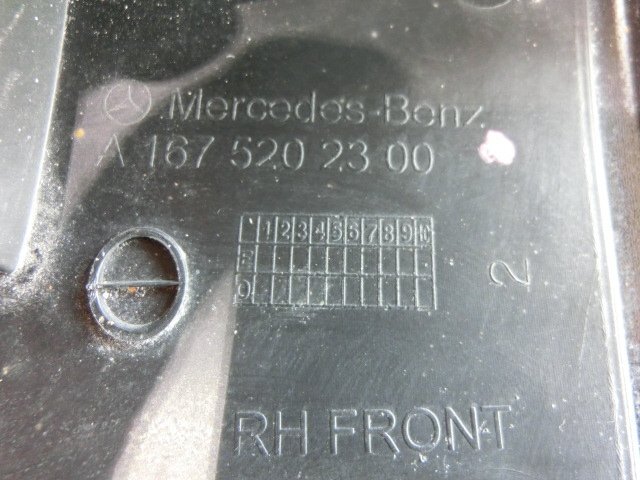 Mercedes-Benz
A 167 520 23 00
1 2 3 4 5 6 7 8 9 10
E
O
2
RH FRONT